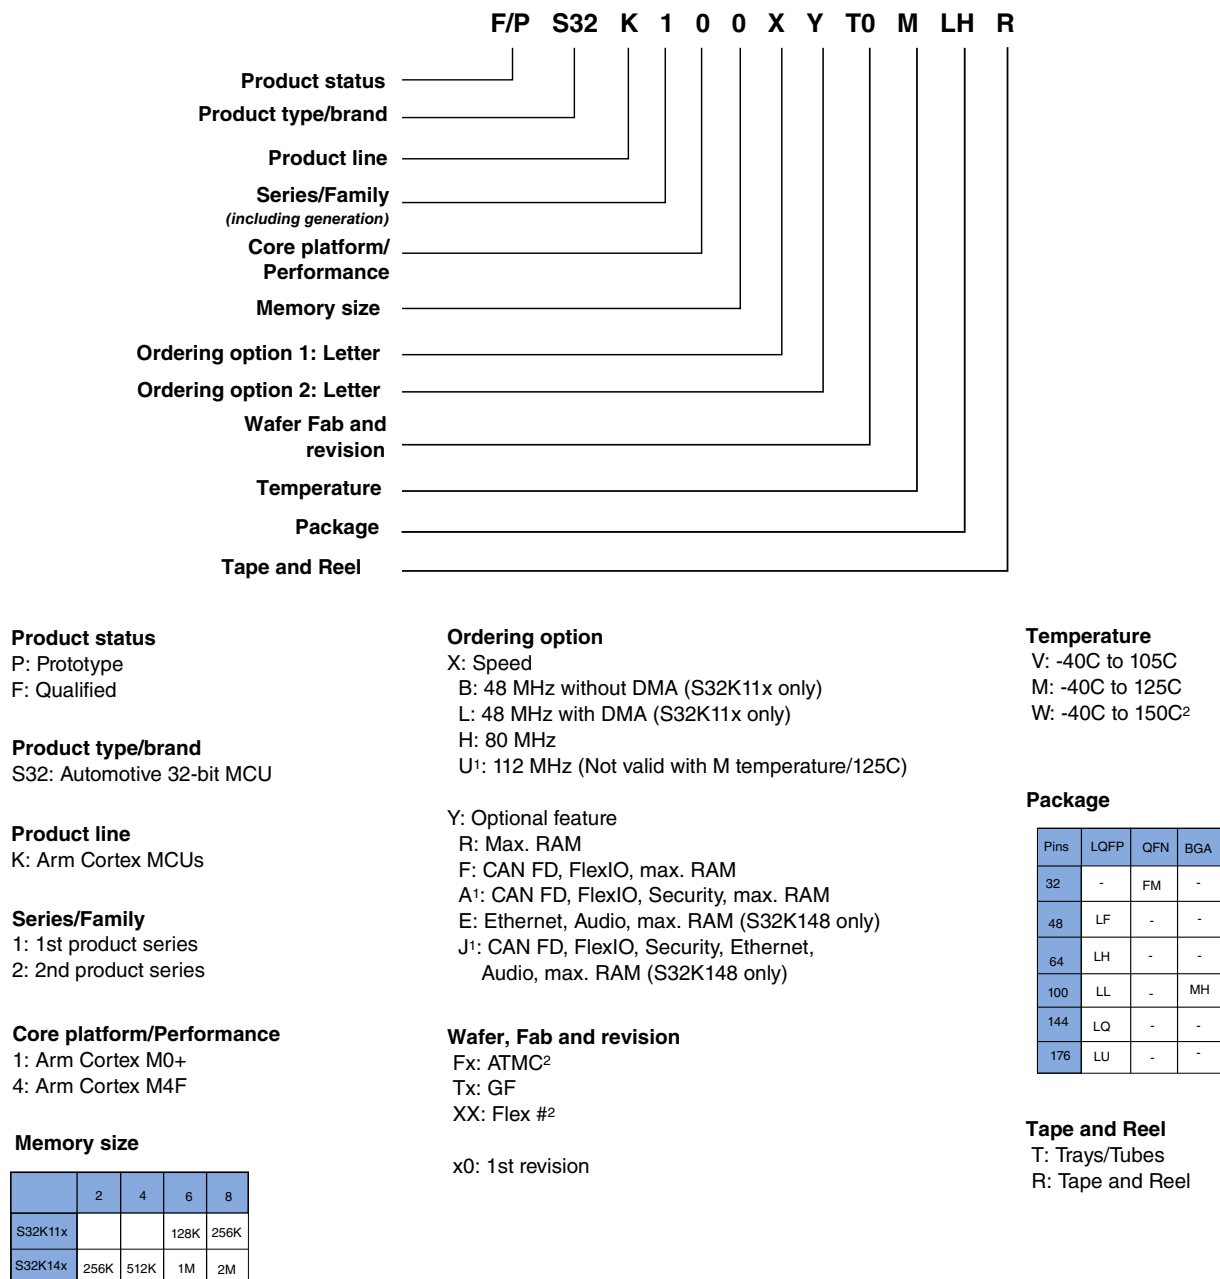 F/P S32 K 1 0 0 X Y T0 M LH R
Product status
Product type/brand
Product line
Series/Family
(including generation)
Core platform/
Performance
Memory size
Ordering option 1: Letter
Ordering option 2: Letter
Wafer Fab and
revision
Temperature
Package
Tape and Reel
Product status
P: Prototype
F: Qualified
Product type/brand
S32: Automotive 32-bit MCU
Product line
K: Arm Cortex MCUs
Series/Family
1: 1st product series
2: 2nd product series
Core platform/Performance
1: Arm Cortex M0+
4: Arm Cortex M4F
Memory size
2 4 6 8
S32K11x 128K 256K
S32K14x 256K 512K 1M 2M
Ordering option
X: Speed
B: 48 MHz without DMA (S32K11x only)
L: 48 MHz with DMA (S32K11x only)
H: 80 MHz
U1: 112 MHz (Not valid with M temperature/125C)
Y: Optional feature
R: Max. RAM
F: CAN FD, FlexIO, max. RAM
A1: CAN FD, FlexIO, Security, max. RAM
E: Ethernet, Audio, max. RAM (S32K148 only)
J1: CAN FD, FlexIO, Security, Ethernet,
Audio, max. RAM (S32K148 only)
Wafer, Fab and revision
Fx: ATMC2
Tx: GF
XX: Flex #2
x0: 1st revision
Temperature
V: -40C to 105C
M: -40C to 125C
W: -40C to 150C2
Package
Pins LQFP QFN BGA
32 - FM -
48 LF - -
64 LH - -
100 LL - MH
144 LQ - -
176 LU - -
Tape and Reel
T: Trays/Tubes
R: Tape and Reel